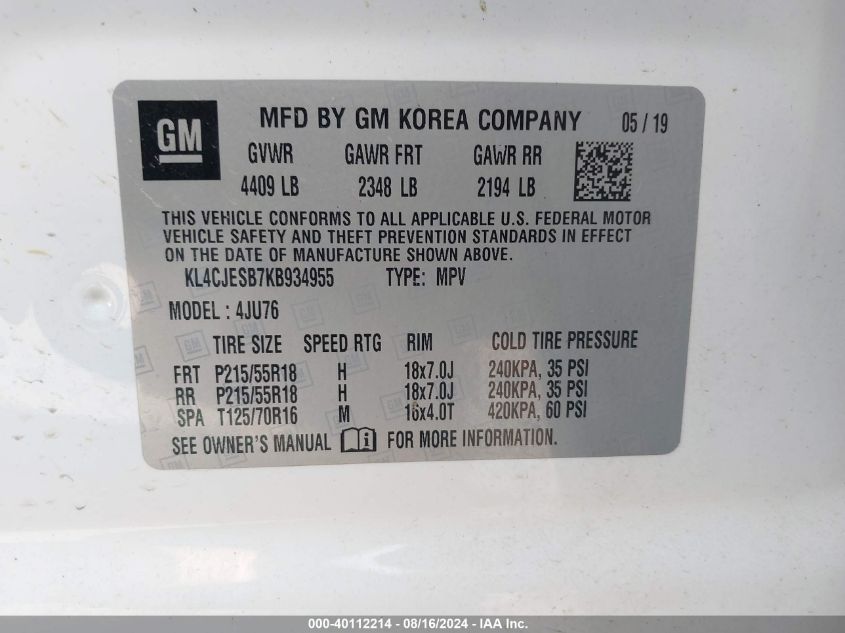 GM
MFD BY GM KOREA COMPANY 05 / 19
GVWR GAWR FRT GAWR RR
4409 LB 2348 LB 2194 LB
THIS VEHICLE CONFORMS TO ALL APPLICABLE U.S. FEDERAL MOTOR
VEHICLE SAFETY AND THEFT PREVENTION STANDARDS IN EFFECT
ON THE DATE OF MANUFACTURE SHOWN ABOVE.
KL4CJESB7KB934955 TYPE: MPV
MODEL : 4JU76
TIRE SIZE SPEED RTG RIM COLD TIRE PRESSURE
FRT P215/55R18 H 18x7.0J 240KPA, 35 PSI
RR P215/55R18 H 18x7.0J 240KPA, 35 PSI
SPA T125/70R16 M 16x4.0T 420KPA, 60 PSI
SEE OWNER'S MANUAL i FOR MORE INFORMATION.
000-40112214 - 08/16/2024 - IAA Inc.